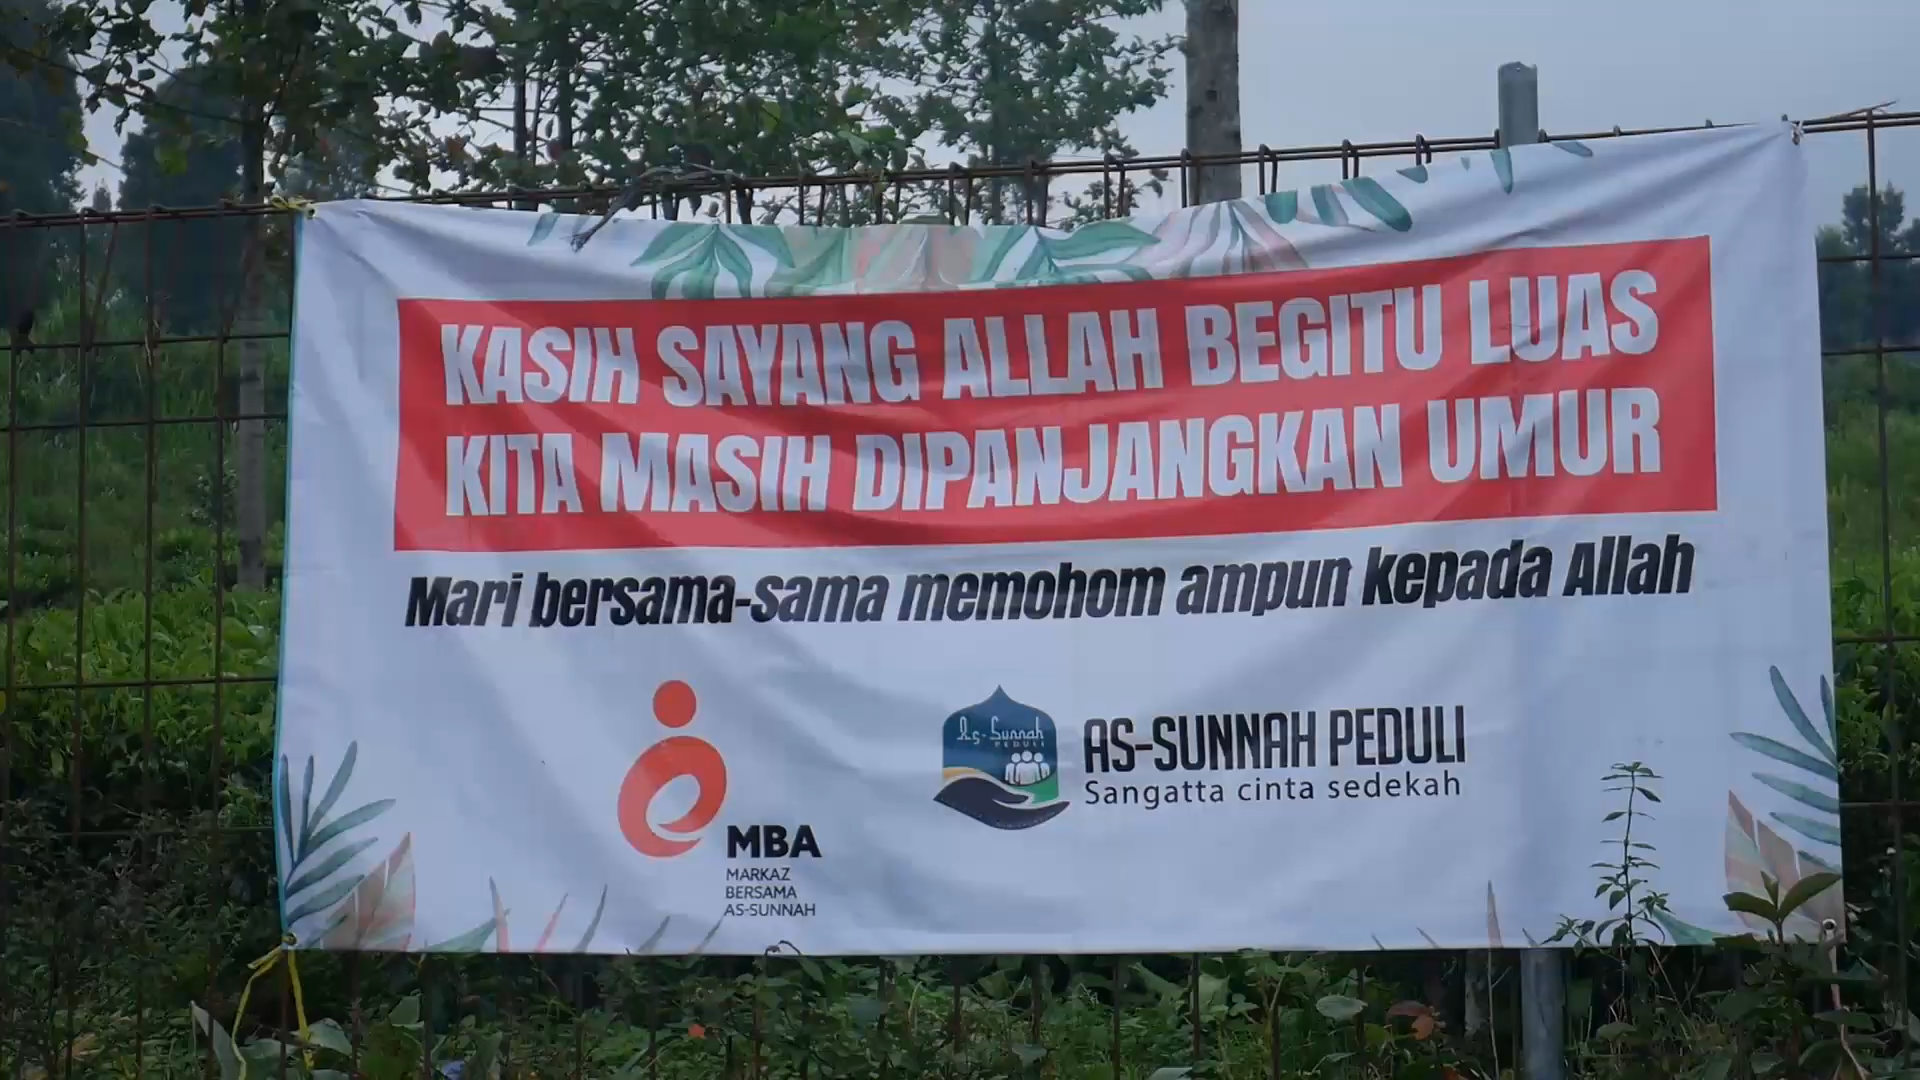 KASIH SAYANG ALLAH BEGITU LUAS
KITA MASIH DIPANJANGKAN UMUR
Mari bersama-sama memohom ampun kepada Allah
MBA
MARKAZ
BERSAMA
AS-SUNNAH
As-Sunnah
PEDULI
AS-SUNNAH PEDULI
Sangatta cinta sedekah